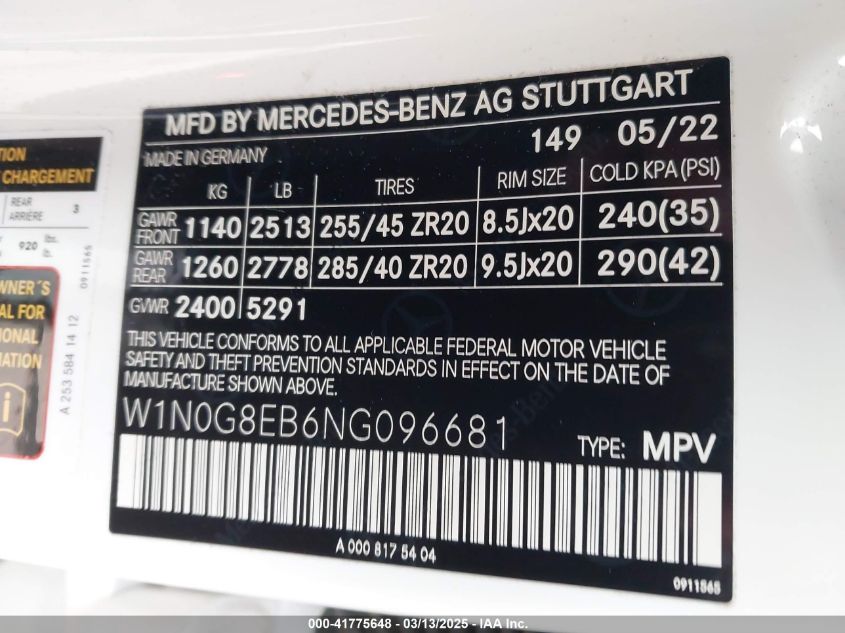 TION
CHARGEMENT
REAR
ARRIÈRE
3
920 lbs.
0911565
WNER´S
AL FOR
TIONAL
MATION
A 253 584 14 12
MFD BY MERCEDES-BENZ AG STUTTGART
149 05/22
MADE IN GERMANY
KG LB TIRES RIM SIZE COLD KPA (PSI)
GAWR FRONT 1140 2513 255/45 ZR20 8.5Jx20 240(35)
GAWR REAR 1260 2778 285/40 ZR20 9.5Jx20 290(42)
GVWR 2400 5291
THIS VEHICLE CONFORMS TO ALL APPLICABLE FEDERAL MOTOR VEHICLE
SAFETY AND THEFT PREVENTION STANDARDS IN EFFECT ON THE DATE OF
MANUFACTURE SHOWN ABOVE.
W1N0G8EB6NG096681
TYPE: MPV
A 000 817 54 04
0911565
000-41775648 - 03/13/2025 - IAA Inc.